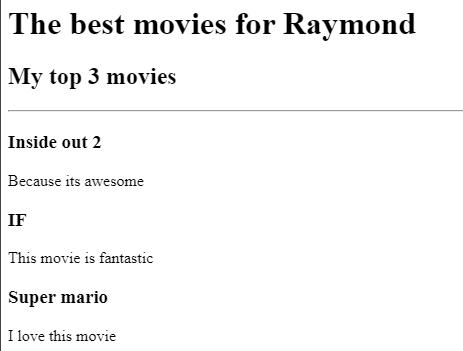 The best movies for Raymond
My top 3 movies
Inside out 2
Because its awesome
IF
This movie is fantastic
Super mario
I love this movie